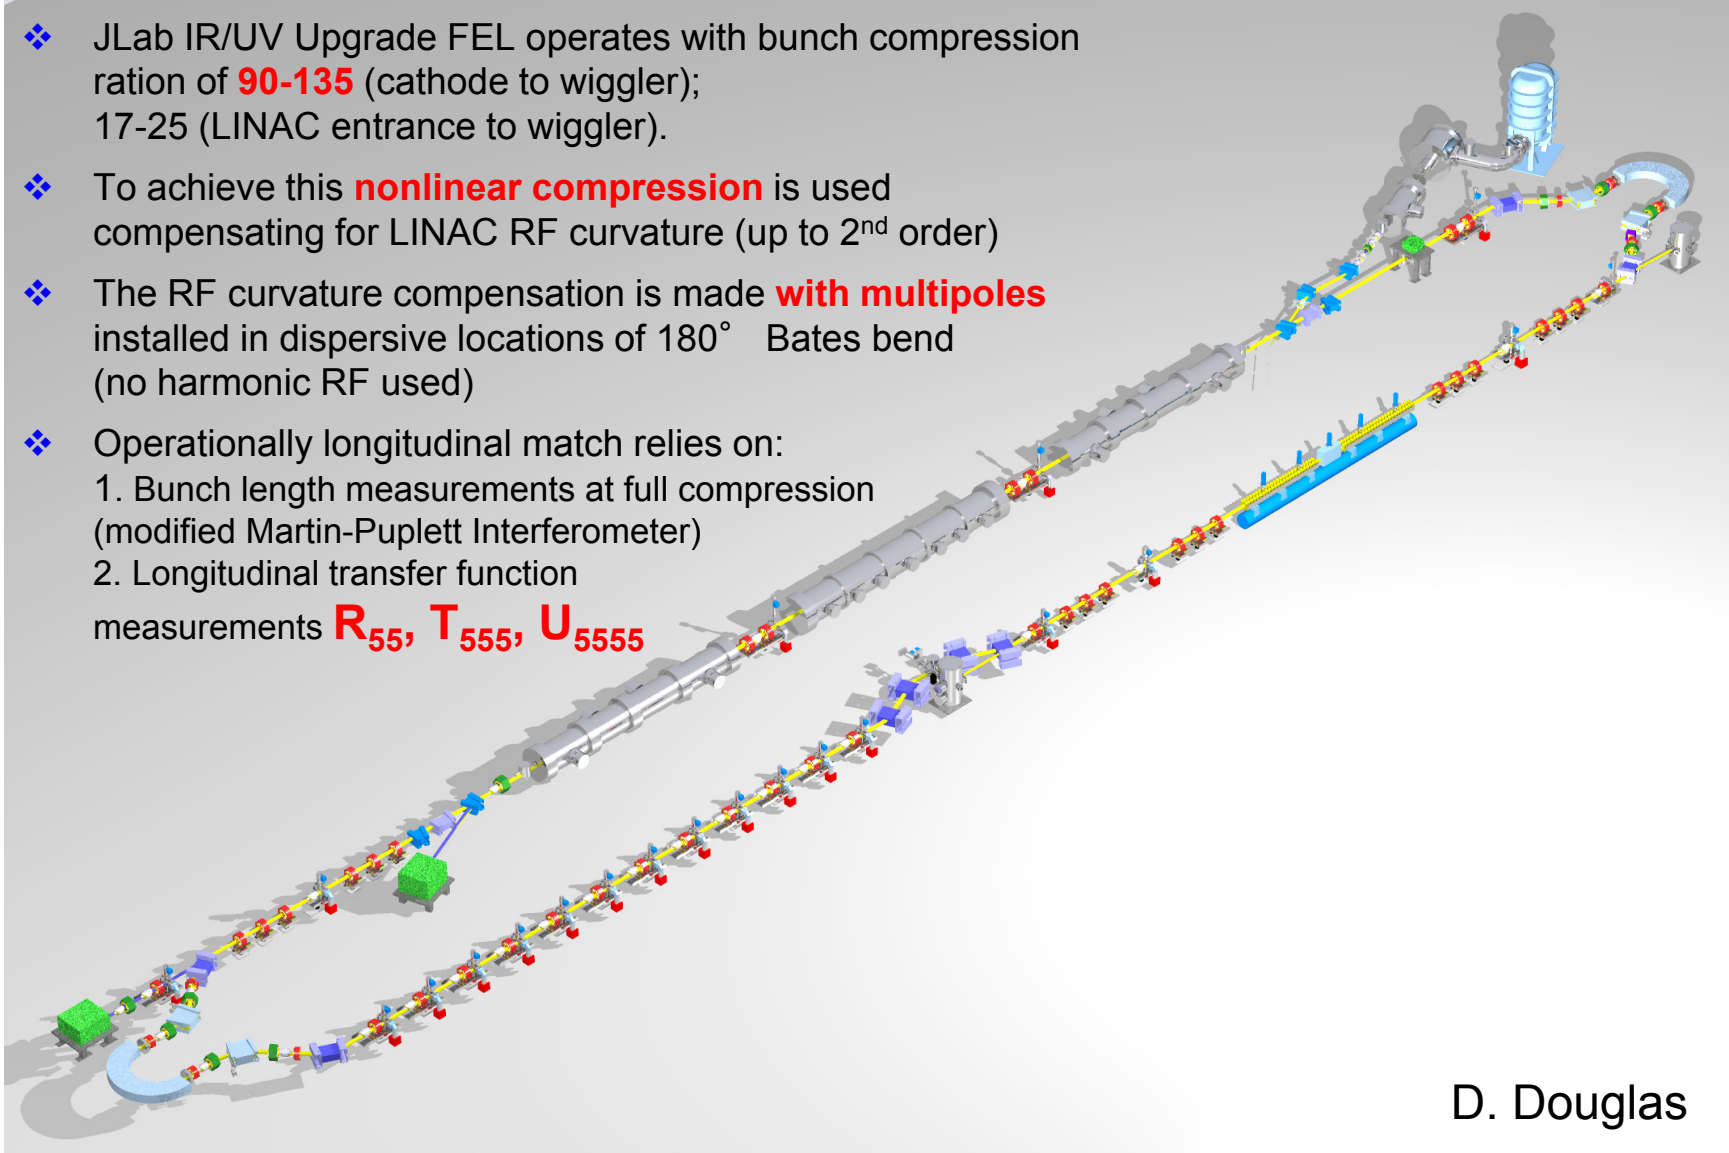 ❖ JLab IR/UV Upgrade FEL operates with bunch compression
ration of 90-135 (cathode to wiggler);
17-25 (LINAC entrance to wiggler).
❖ To achieve this nonlinear compression is used
compensating for LINAC RF curvature (up to 2nd order)
❖ The RF curvature compensation is made with multipoles
installed in dispersive locations of 180° Bates bend
(no harmonic RF used)
❖ Operationally longitudinal match relies on:
1. Bunch length measurements at full compression
(modified Martin-Puplett Interferometer)
2. Longitudinal transfer function
measurements R55, T555, U5555
D. Douglas